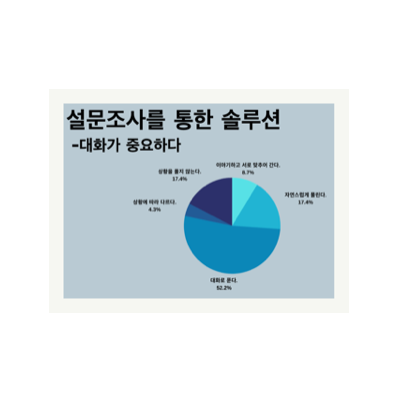 설문조사를 통한 솔루션
-대화가 중요하다
이야기하고 서로 맞추어 간다.
8.7%
상황을 풀지 않는다.
17.4%
자연스럽게 풀린다.
17.4%
상황에 따라 다르다.
4.3%
대화로 푼다.
52.2%